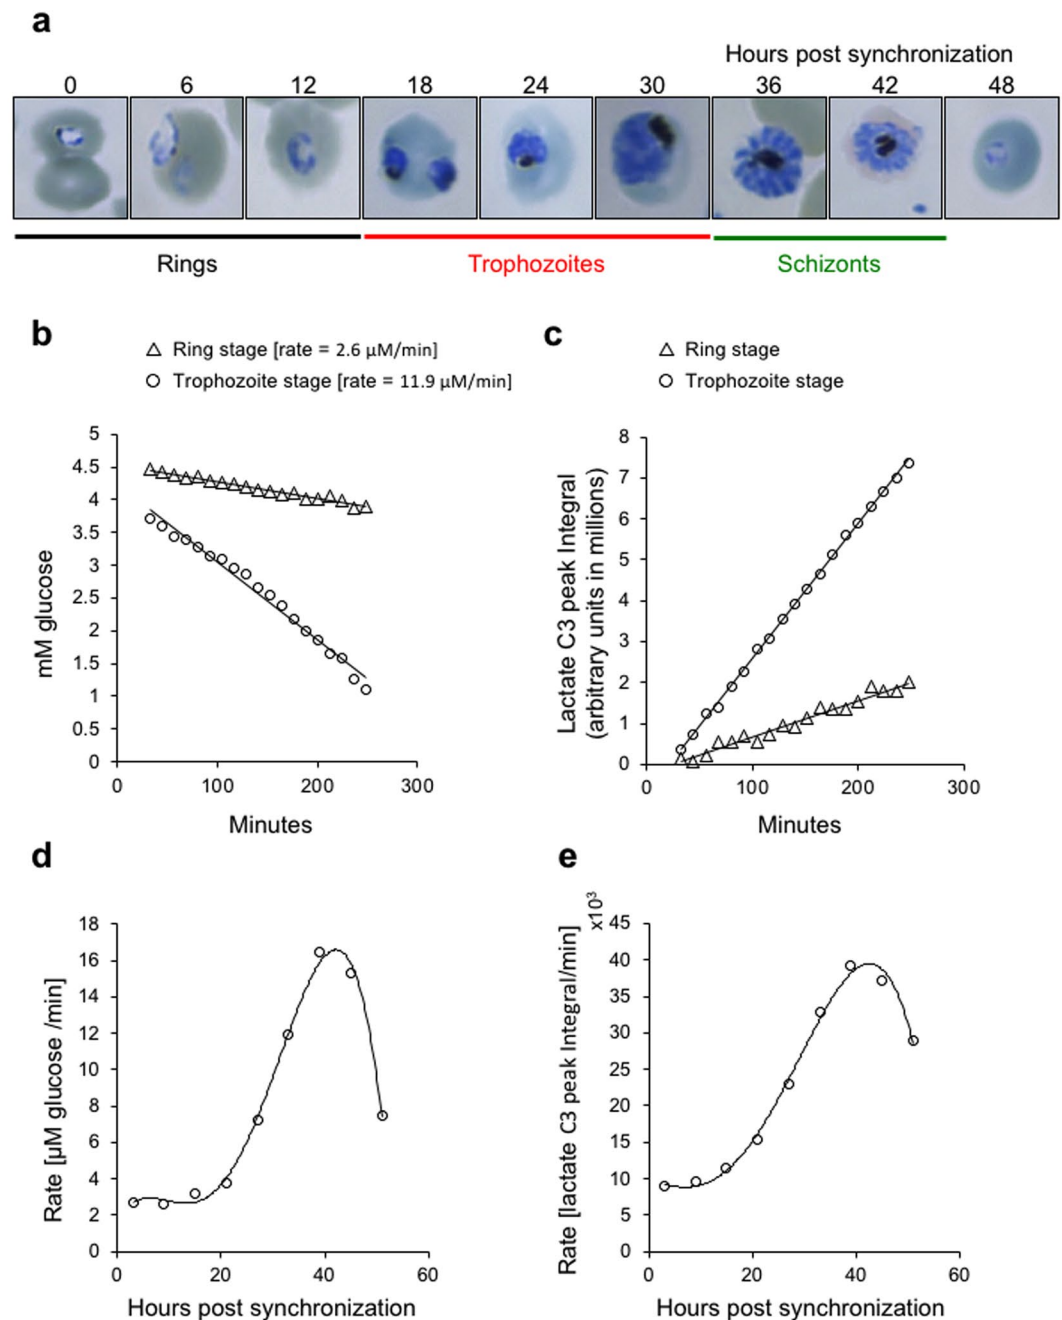 a
Hours post synchronization
0 6 12 18 24 30 36 42 48
Rings Trophozoites Schizonts
b
Ring stage [rate = 2.6 µM/min]
Trophozoite stage [rate = 11.9 µM/min]
mM glucose
5
4.5
4
3.5
3
2.5
2
1.5
1
0.5
0
0 100 200 300
Minutes
c
Ring stage
Trophozoite stage
Lactate C3 peak Integral
(arbitrary units in millions)
8
7
6
5
4
3
2
1
0
0 100 200 300
Minutes
d
Rate [µM glucose /min]
18
16
14
12
10
8
6
4
2
0
0 20 40 60
Hours post synchronization
e
Rate [lactate C3 peak Integral/min]
x10³
45
40
35
30
25
20
15
10
5
0
0 20 40 60
Hours post synchronization